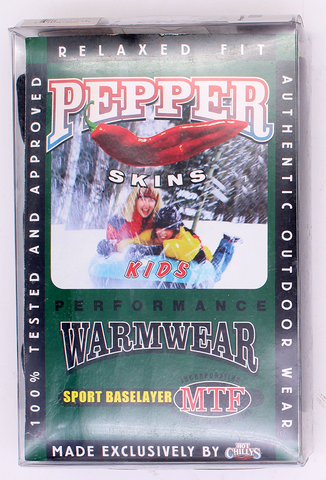 RELAXED FIT
PEPPER
SKINS
KIDS
PERFORMANCE
WARMWEAR
SPORT BASELAYER
INCORPORATING
MTF
MADE EXCLUSIVELY BY HOT CHILLYS
100% TESTED AND APPROVED
AUTHENTIC OUTDOOR WEAR